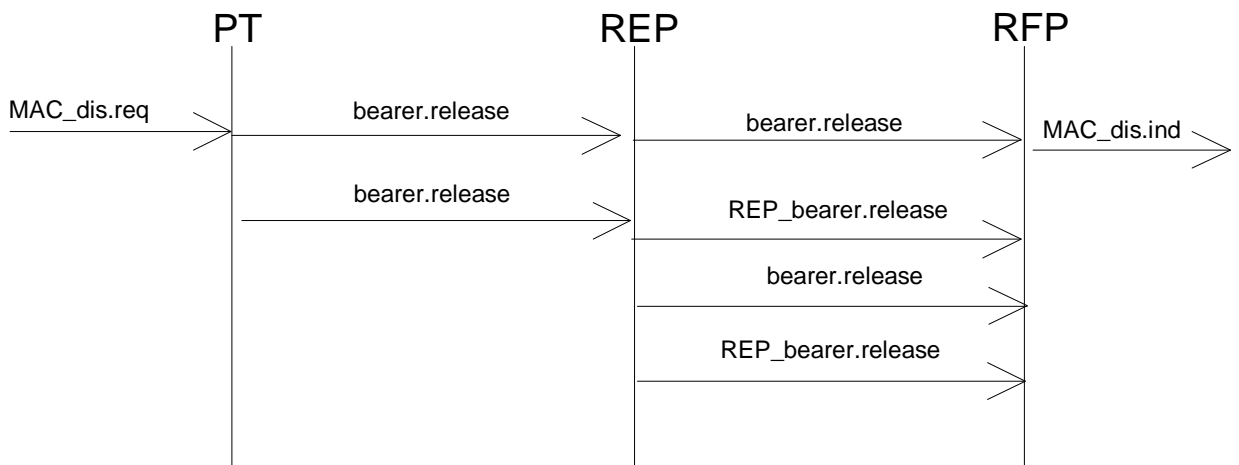 PT
REP
RFP
MAC_dis.req
bearer.release
bearer.release
MAC_dis.ind
bearer.release
REP_bearer.release
bearer.release
REP_bearer.release